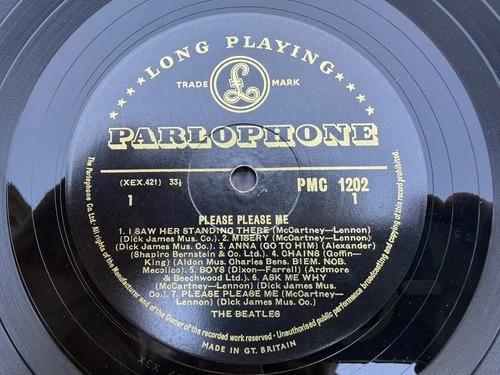 LONG PLAYING
TRADE MARK
£
PARLOPHONE
(XEX.421) 33⅓
PMC 1202
1
1
PLEASE PLEASE ME
1. I SAW HER STANDING THERE (McCartney—Lennon)
(Dick James Mus. Co.) 2. MISERY (McCartney—Lennon)
(Dick James Mus. Co.). 3. ANNA (GO TO HIM) (Alexander)
(Shapiro Bernstein & Co. Ltd.) 4. CHAINS (Goffin—
King) (Aldon Mus. Charles Bens. BIEM. NOB.
Mecolico). 5. BOYS (Dixon—Farrell) (Ardmore
& Beechwood Ltd.). 6. ASK ME WHY
(McCartney—Lennon) (Dick James Mus.
Co.). 7. PLEASE PLEASE ME (McCartney—
Lennon) (Dick James Mus. Co.)
THE BEATLES
The Parlophone Co. Ltd. All rights of the Manufacturer and of the Owner of the recorded work reserved · Unauthorised public performance broadcasting and copying of this record prohibited.
MADE IN GT. BRITAIN
XEX 42